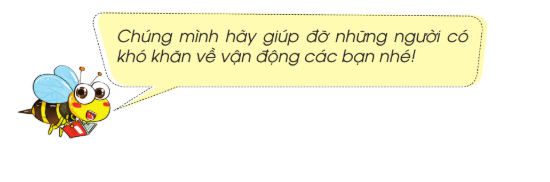 Chúng mình hãy giúp đỡ những người có
khó khăn về vận động các bạn nhé!